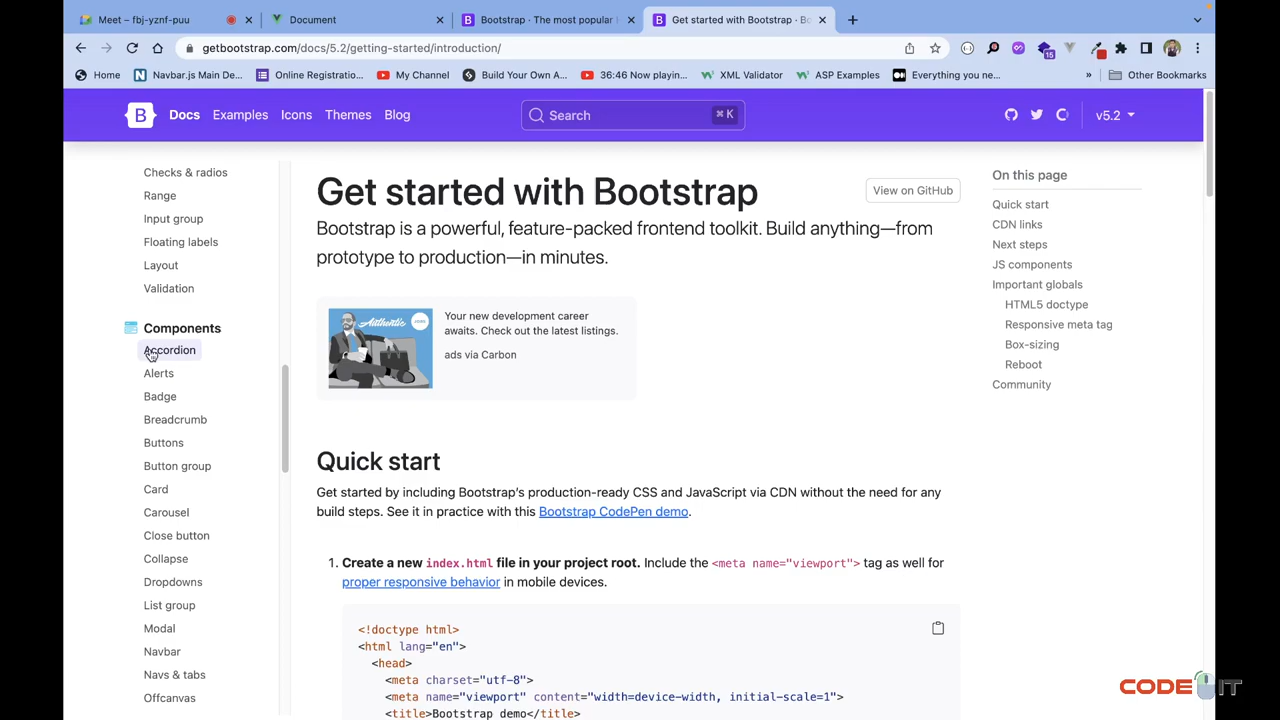 Meet – fbj-yznf-puu
Document
Bootstrap · The most popular
Get started with Bootstrap · Bo
getbootstrap.com/docs/5.2/getting-started/introduction/
15
Home
Navbar.js Main De...
Online Registratio...
My Channel
Build Your Own A...
36:46 Now playin...
XML Validator
ASP Examples
Everything you ne...
»
Other Bookmarks
B
Docs
Examples
Icons
Themes
Blog
Search
⌘ K
v5.2
Checks & radios
Range
Input group
Floating labels
Layout
Validation
Components
Accordion
Alerts
Badge
Breadcrumb
Buttons
Button group
Card
Carousel
Close button
Collapse
Dropdowns
List group
Modal
Navbar
Navs & tabs
Offcanvas
Get started with Bootstrap
View on GitHub
Bootstrap is a powerful, feature-packed frontend toolkit. Build anything—from
prototype to production—in minutes.
Authentic
Your new development career
awaits. Check out the latest listings.
ads via Carbon
Quick start
Get started by including Bootstrap's production-ready CSS and JavaScript via CDN without the need for any
build steps. See it in practice with this Bootstrap CodePen demo.
1. Create a new index.html file in your project root. Include the <meta name="viewport"> tag as well for
proper responsive behavior in mobile devices.
<!doctype html>
<html lang="en">
<head>
<meta charset="utf-8">
<meta name="viewport" content="width=device-width, initial-scale=1">
<title>Bootstrap demo</title>
On this page
Quick start
CDN links
Next steps
JS components
Important globals
HTML5 doctype
Responsive meta tag
Box-sizing
Reboot
Community
CODE IT